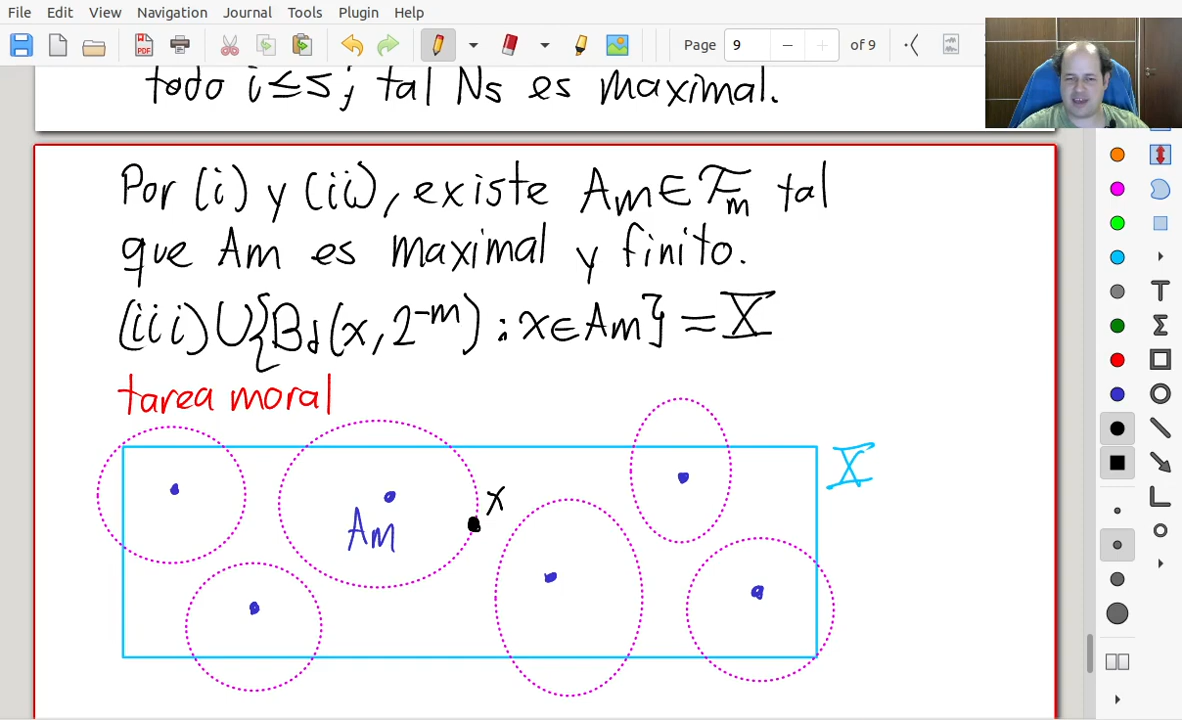 File Edit View Navigation Journal Tools Plugin Help
Page 9 of 9
todo i≤s; tal Ns es maximal.
Por (i) y (ii), existe Am∈ℱm tal
que Am es maximal y finito.
(iii) U{Bd(x, 2^-m) : x∈Am} = X
tarea moral
X
x
Am